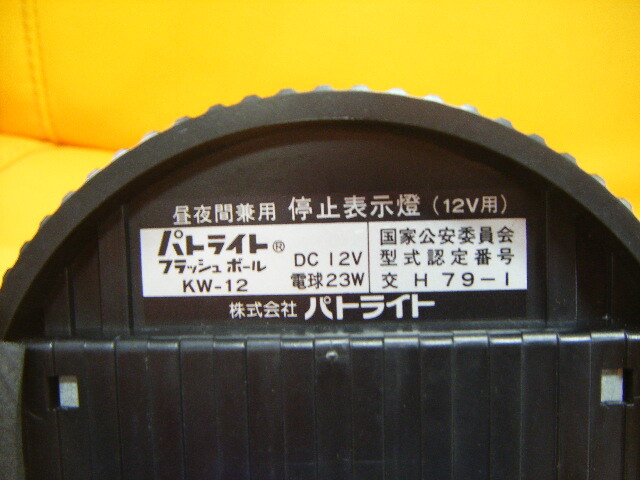 昼夜間兼用 停止表示燈 (12V用)
パトライト®
フラッシュボール
KW-12
DC 12V
電球23W
国家公安委員会
型式認定番号
交 H 79-1
株式会社 パトライト